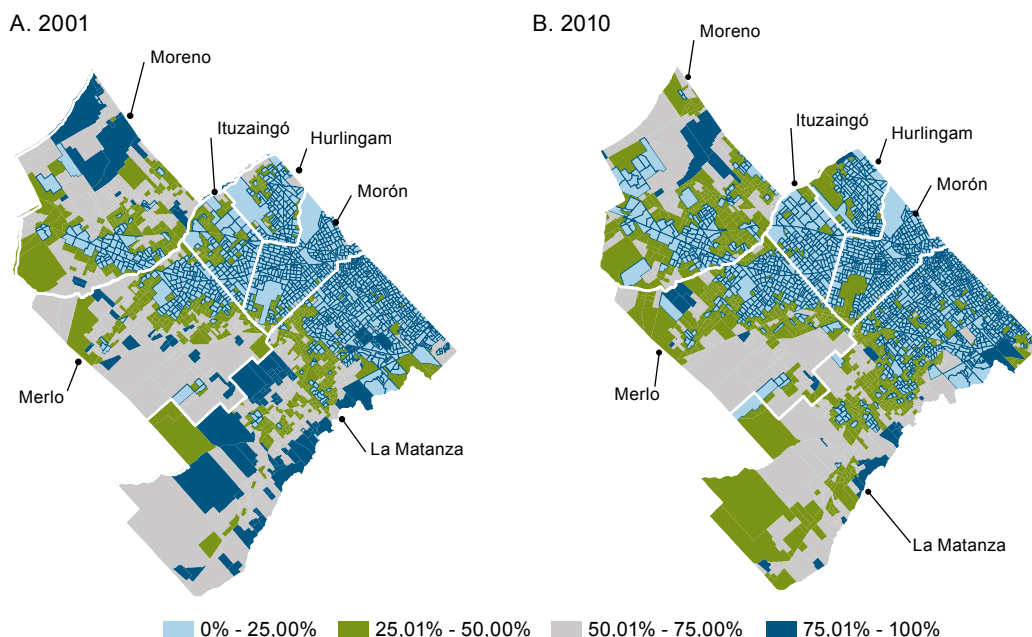 A. 2001
B. 2010
Moreno
Ituzaingó
Hurlingam
Morón
Merlo
La Matanza
Moreno
Ituzaingó
Hurlingam
Morón
Merlo
La Matanza
0% - 25,00%
25,01% - 50,00%
50,01% - 75,00%
75,01% - 100%